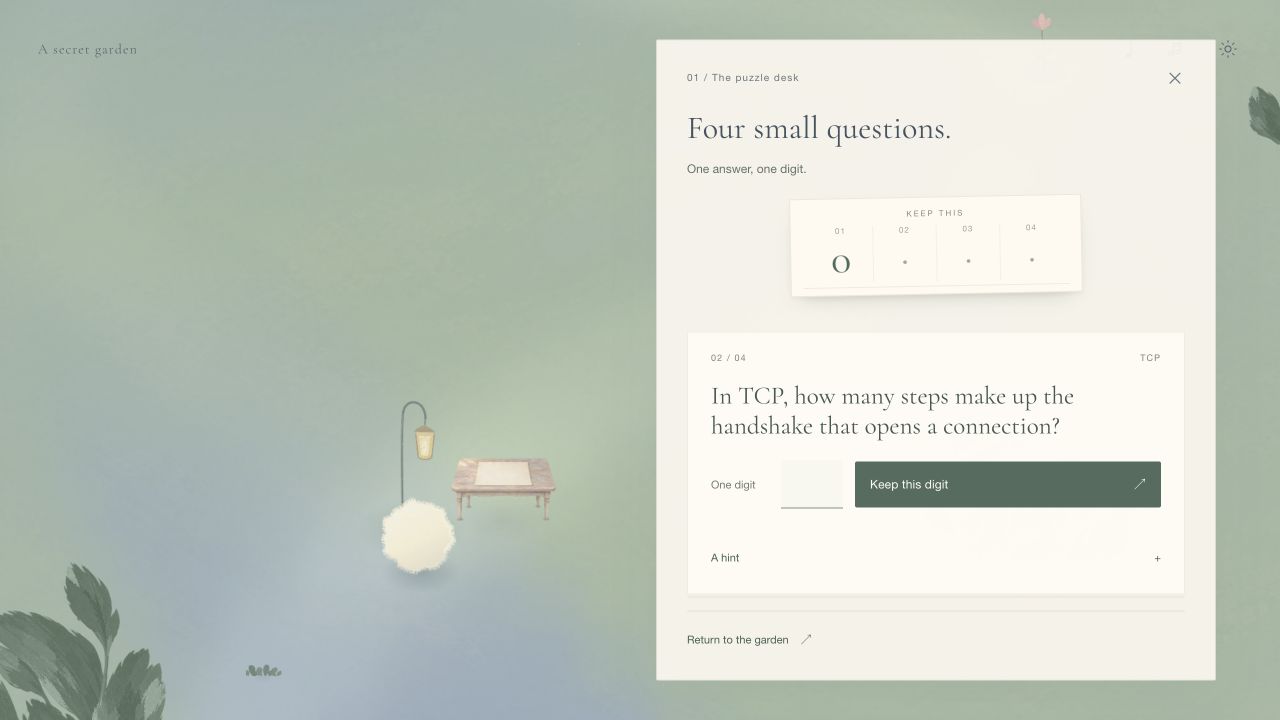 A secret garden
01 / The puzzle desk
Four small questions.
One answer, one digit.
KEEP THIS
01 02 03 04
0 • • •
02 / 04 TCP
In TCP, how many steps make up the
handshake that opens a connection?
One digit
Keep this digit ↗
A hint +
Return to the garden ↗